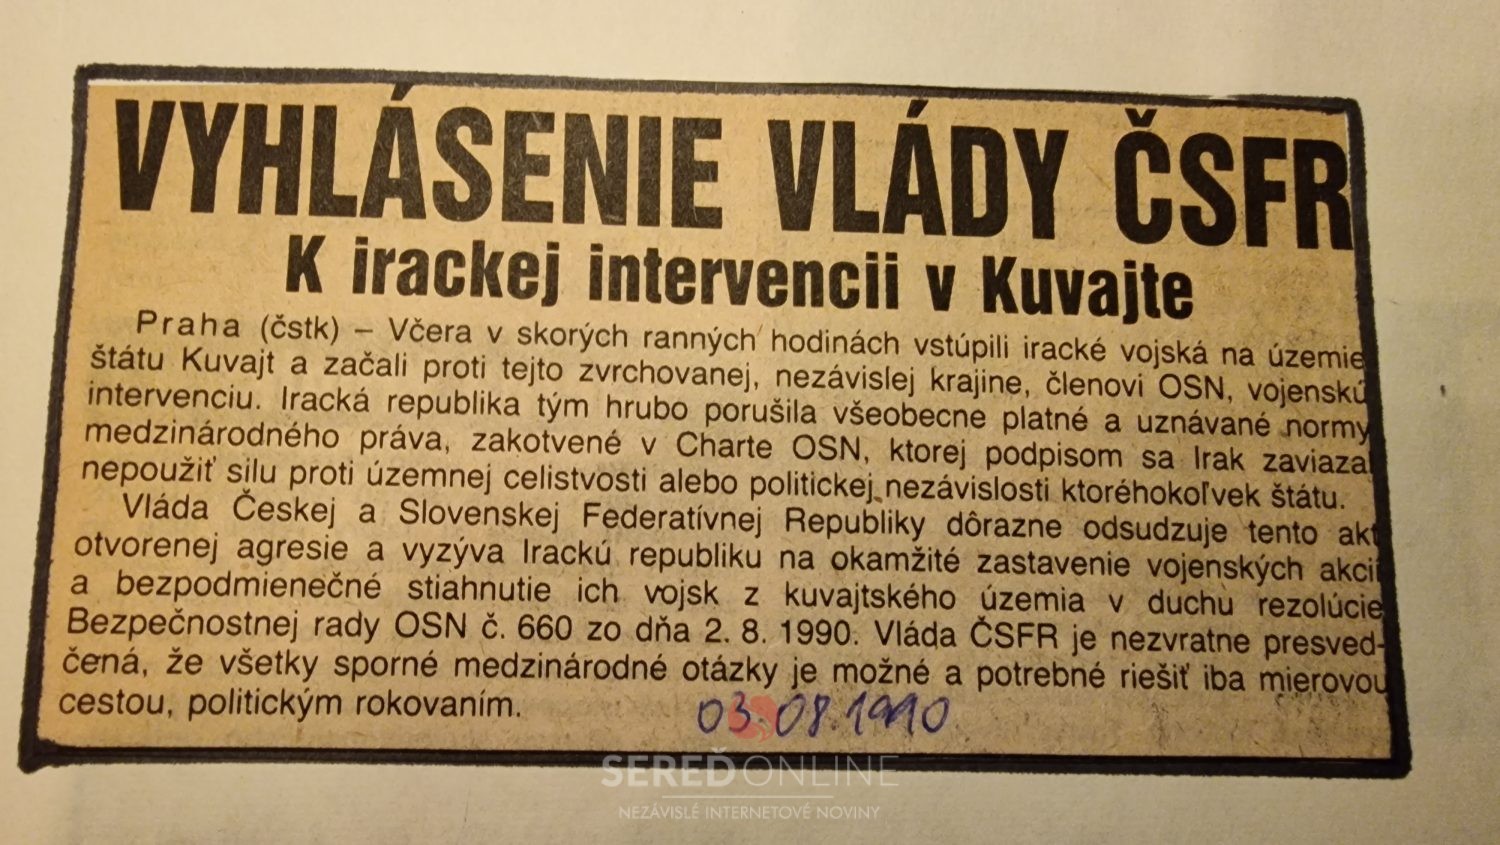 VYHLÁSENIE VLÁDY ČSFR
K irackej intervencii v Kuvajte
Praha (čstk) – Včera v skorých ranných hodinách vstúpili iracké vojská na územie
štátu Kuvajt a začali proti tejto zvrchovanej, nezávislej krajine, členovi OSN, vojenskú
intervenciu. Iracká republika tým hrubo porušila všeobecne platné a uznávané normy
medzinárodného práva, zakotvené v Charte OSN, ktorej podpisom sa Irak zaviazal
nepoužiť silu proti územnej celistvosti alebo politickej nezávislosti ktoréhokoľvek štátu.
Vláda Českej a Slovenskej Federatívnej Republiky dôrazne odsudzuje tento akt
otvorenej agresie a vyzýva Irackú republiku na okamžité zastavenie vojenských akcií
a bezpodmienečné stiahnutie ich vojsk z kuvajtského územia v duchu rezolúcie
Bezpečnostnej rady OSN č. 660 zo dňa 2. 8. 1990. Vláda ČSFR je nezvratne presved-
čená, že všetky sporné medzinárodné otázky je možné a potrebné riešiť iba mierovou
cestou, politickým rokovaním.
03.08.1990
SEREĎONLINE
NEZÁVISLÉ INTERNETOVÉ NOVINY